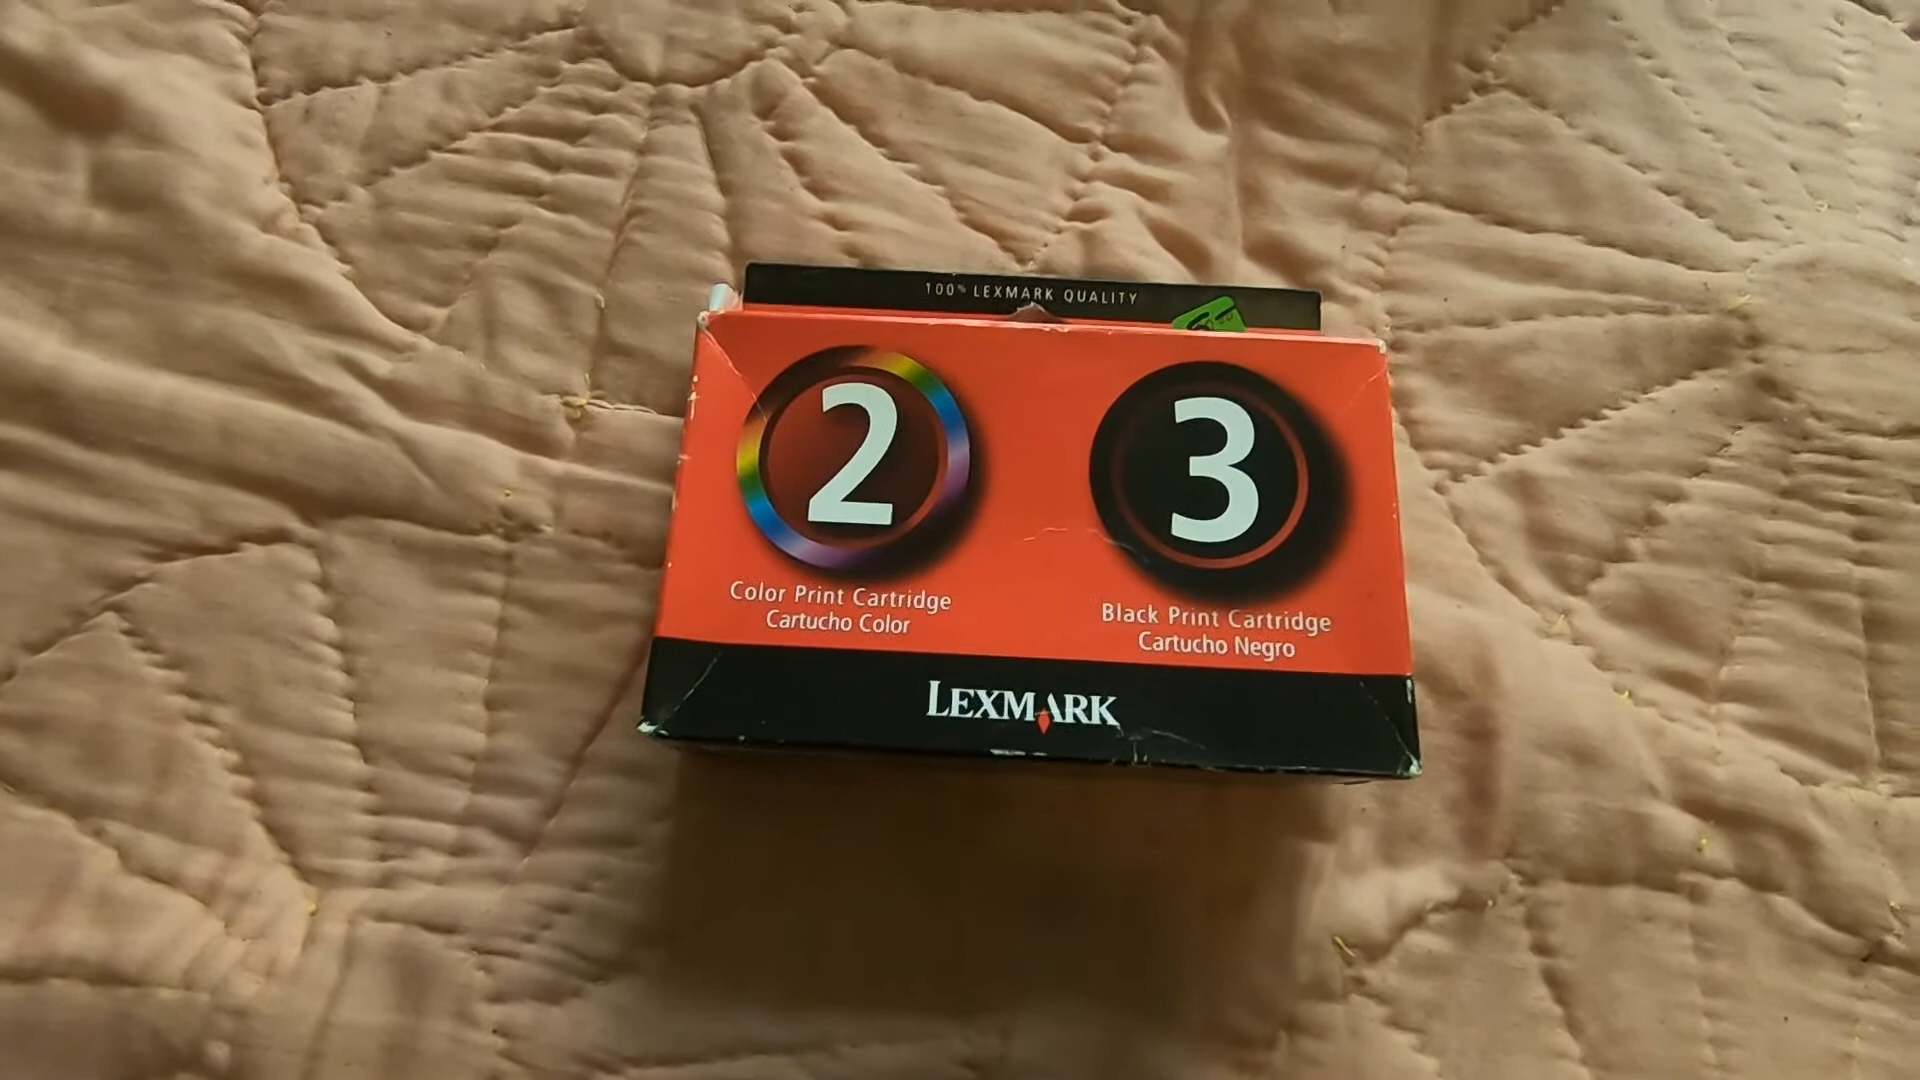 100% LEXMARK QUALITY
2
Color Print Cartridge
Cartucho Color
3
Black Print Cartridge
Cartucho Negro
LEXMARK